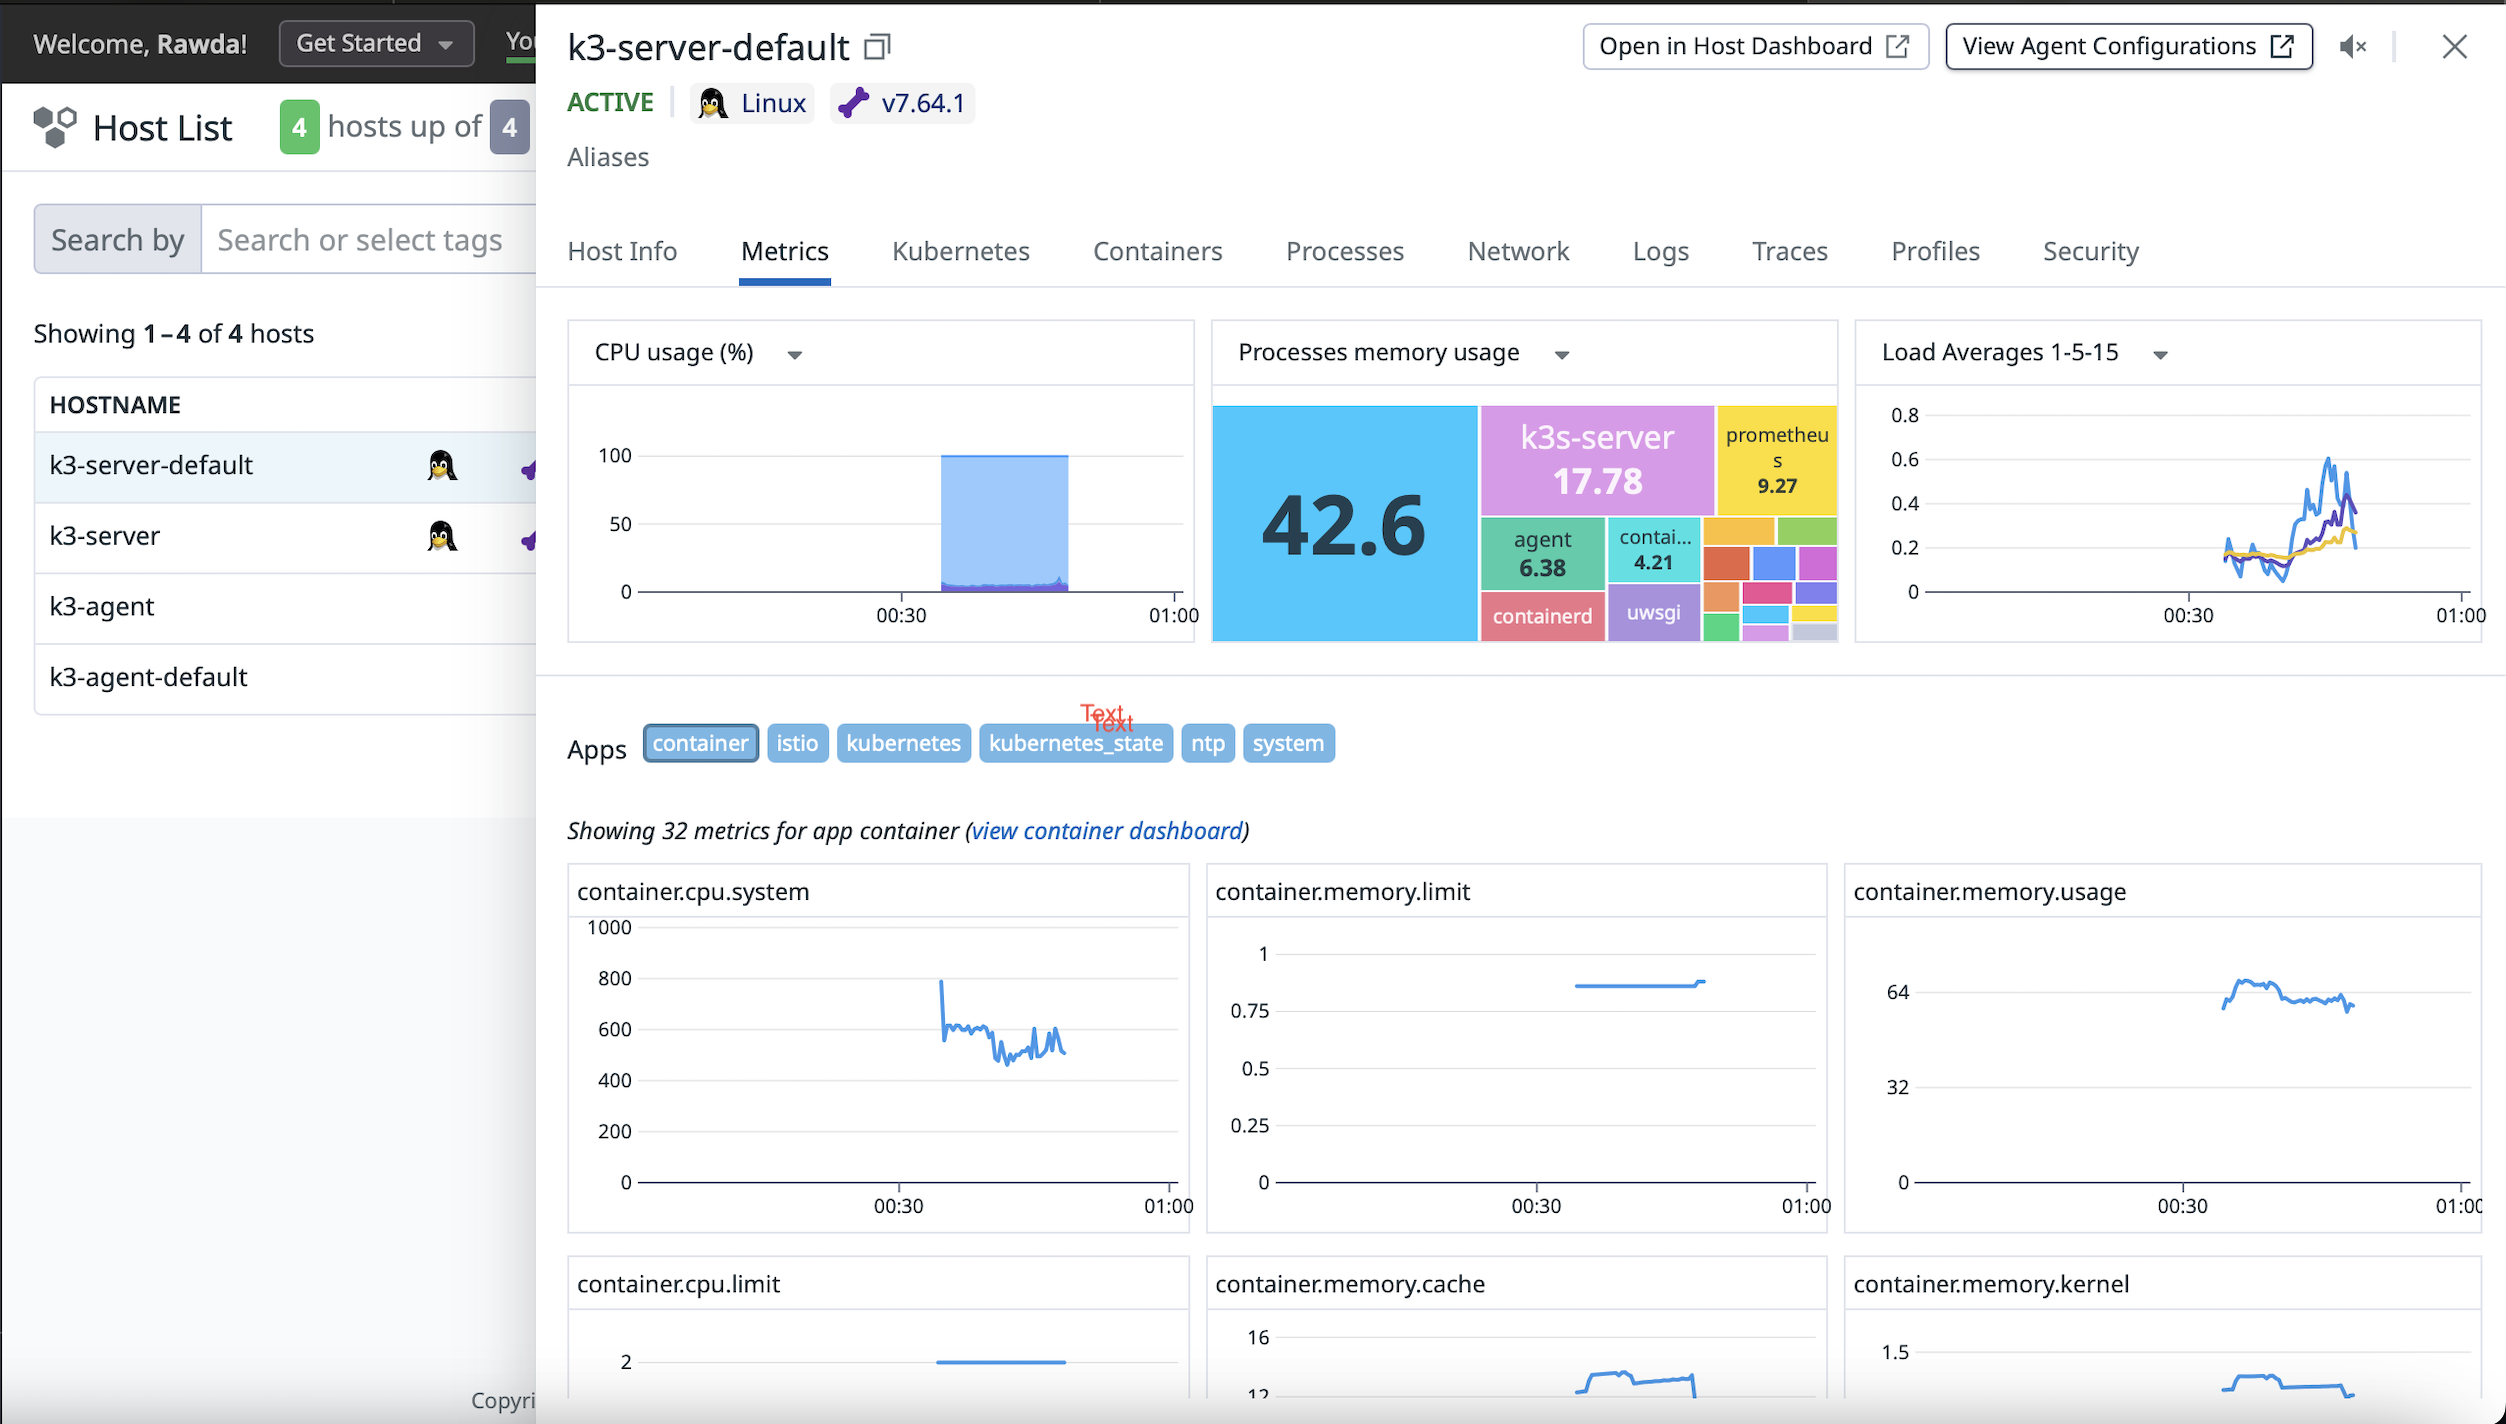 Welcome, Rawda!
Get Started
Host List
4 hosts up of 4
Search by
Search or select tags
Showing 1–4 of 4 hosts
HOSTNAME
k3-server-default
k3-server
k3-agent
k3-agent-default
k3-server-default
Open in Host Dashboard
View Agent Configurations
ACTIVE
Linux
v7.64.1
Aliases
Host Info
Metrics
Kubernetes
Containers
Processes
Network
Logs
Traces
Profiles
Security
CPU usage (%)
100
50
0
00:30
01:00
Processes memory usage
42.6
k3s-server
17.78
prometheu
s
9.27
agent
6.38
contai...
4.21
containerd
uwsgi
Load Averages 1-5-15
0.8
0.6
0.4
0.2
0
00:30
01:00
Text
Text
Apps
container
istio
kubernetes
kubernetes_state
ntp
system
Showing 32 metrics for app container (view container dashboard)
container.cpu.system
1000
800
600
400
200
0
00:30
01:00
container.memory.limit
1
0.75
0.5
0.25
0
00:30
01:00
container.memory.usage
64
32
0
00:30
01:00
container.cpu.limit
2
container.memory.cache
16
12
container.memory.kernel
1.5